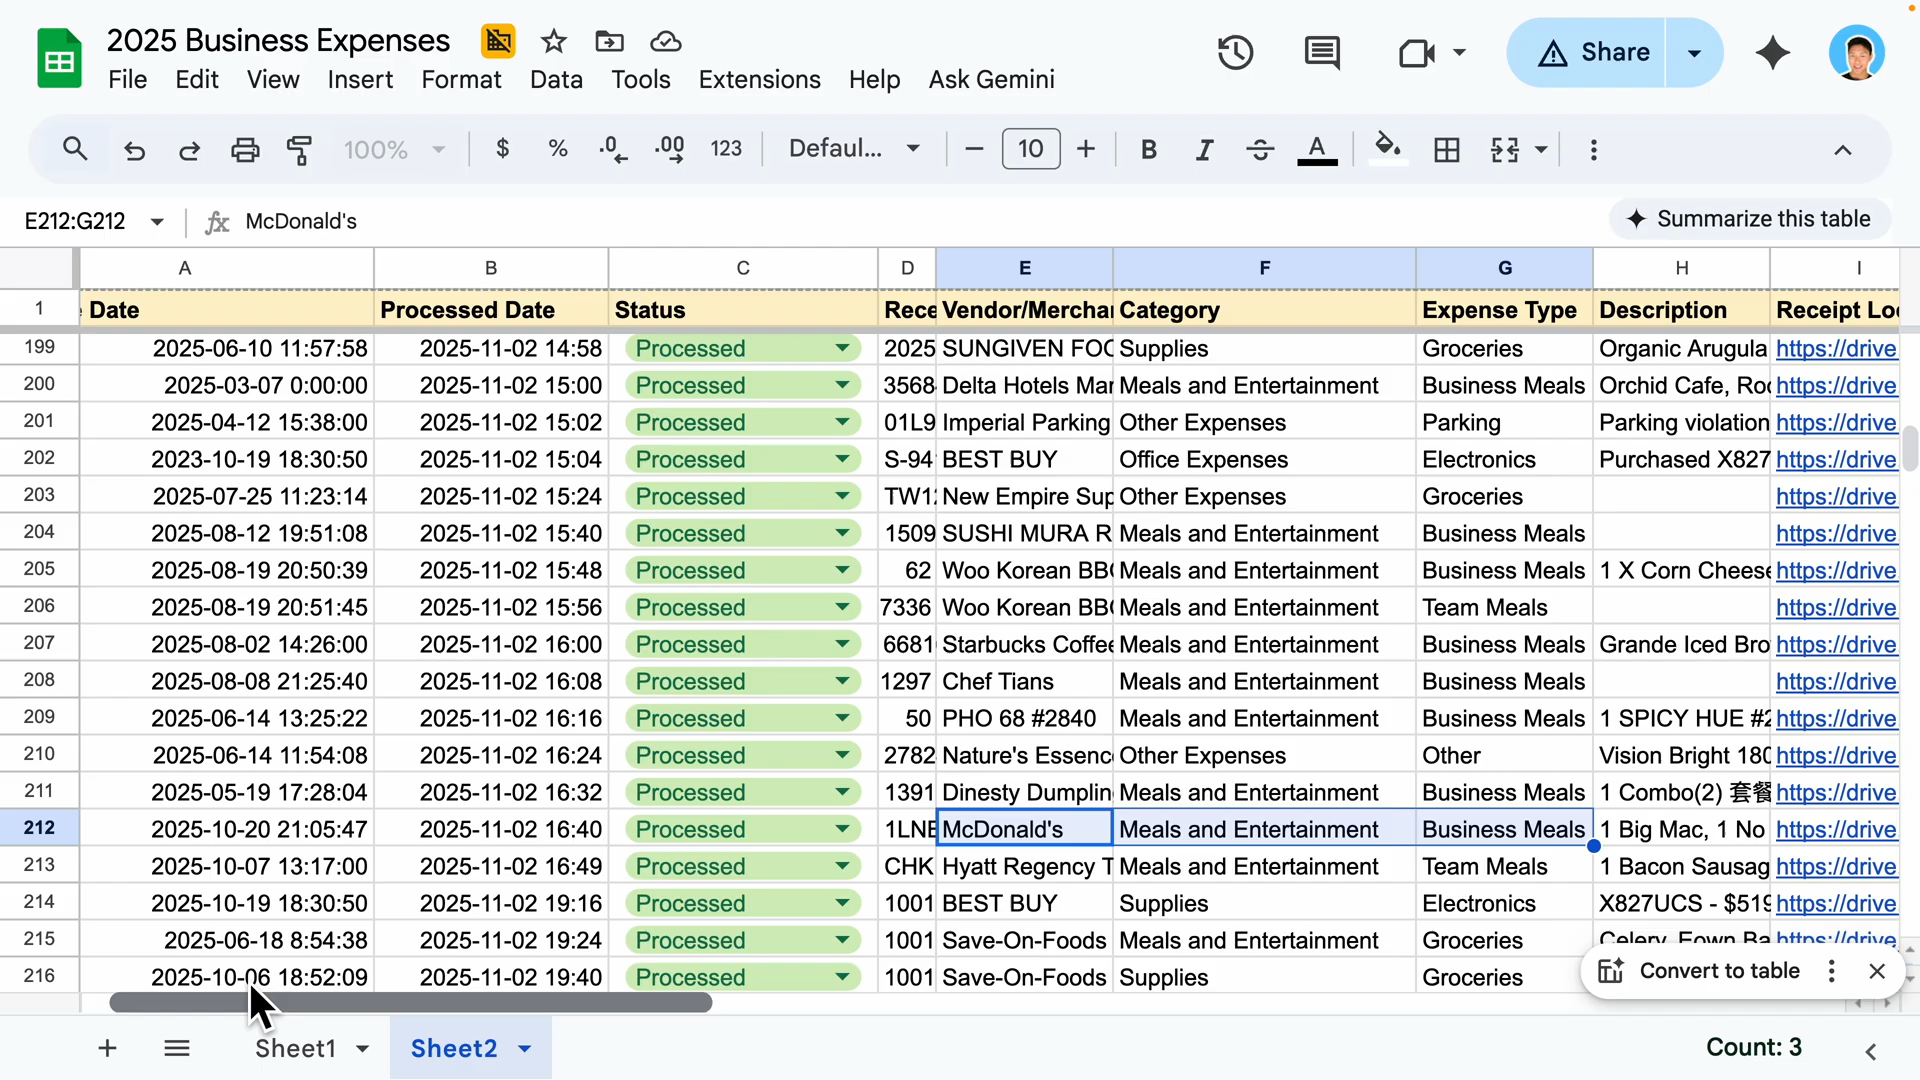 2025 Business Expenses
File Edit View Insert Format Data Tools Extensions Help Ask Gemini
Share
100% $ % .0 .00 123 Defaul... 10 B I A
E212:G212 McDonald's Summarize this table
A B C D E F G H I
1 Date Processed Date Status Rece Vendor/Merchai Category Expense Type Description Receipt Lo
199 2025-06-10 11:57:58 2025-11-02 14:58 Processed 2025 SUNGIVEN FOO Supplies Groceries Organic Arugula https://drive
200 2025-03-07 0:00:00 2025-11-02 15:00 Processed 3568 Delta Hotels Mar Meals and Entertainment Business Meals Orchid Cafe, Roo https://drive
201 2025-04-12 15:38:00 2025-11-02 15:02 Processed 01L9 Imperial Parking Other Expenses Parking Parking violation https://drive
202 2023-10-19 18:30:50 2025-11-02 15:04 Processed S-94 BEST BUY Office Expenses Electronics Purchased X827 https://drive
203 2025-07-25 11:23:14 2025-11-02 15:24 Processed TW12 New Empire Sup Other Expenses Groceries https://drive
204 2025-08-12 19:51:08 2025-11-02 15:40 Processed 1509 SUSHI MURA R Meals and Entertainment Business Meals https://drive
205 2025-08-19 20:50:39 2025-11-02 15:48 Processed 62 Woo Korean BBQ Meals and Entertainment Business Meals 1 X Corn Cheese https://drive
206 2025-08-19 20:51:45 2025-11-02 15:56 Processed 7336 Woo Korean BBQ Meals and Entertainment Team Meals https://drive
207 2025-08-02 14:26:00 2025-11-02 16:00 Processed 6681 Starbucks Coffee Meals and Entertainment Business Meals Grande Iced Bro https://drive
208 2025-08-08 21:25:40 2025-11-02 16:08 Processed 1297 Chef Tians Meals and Entertainment Business Meals https://drive
209 2025-06-14 13:25:22 2025-11-02 16:16 Processed 50 PHO 68 #2840 Meals and Entertainment Business Meals 1 SPICY HUE #2 https://drive
210 2025-06-14 11:54:08 2025-11-02 16:24 Processed 2782 Nature's Essence Other Expenses Other Vision Bright 180 https://drive
211 2025-05-19 17:28:04 2025-11-02 16:32 Processed 1391 Dinesty Dumplin Meals and Entertainment Business Meals 1 Combo(2) 套餐 https://drive
212 2025-10-20 21:05:47 2025-11-02 16:40 Processed 1LNE McDonald's Meals and Entertainment Business Meals 1 Big Mac, 1 No https://drive
213 2025-10-07 13:17:00 2025-11-02 16:49 Processed CHK Hyatt Regency T Meals and Entertainment Team Meals 1 Bacon Sausag https://drive
214 2025-10-19 18:30:50 2025-11-02 19:16 Processed 1001 BEST BUY Supplies Electronics X827UCS - $519 https://drive
215 2025-06-18 8:54:38 2025-11-02 19:24 Processed 1001 Save-On-Foods Meals and Entertainment Groceries Celery, Fown Ba https://drive
216 2025-10-06 18:52:09 2025-11-02 19:40 Processed 1001 Save-On-Foods Supplies Groceries
Convert to table
Sheet1 Sheet2 Count: 3